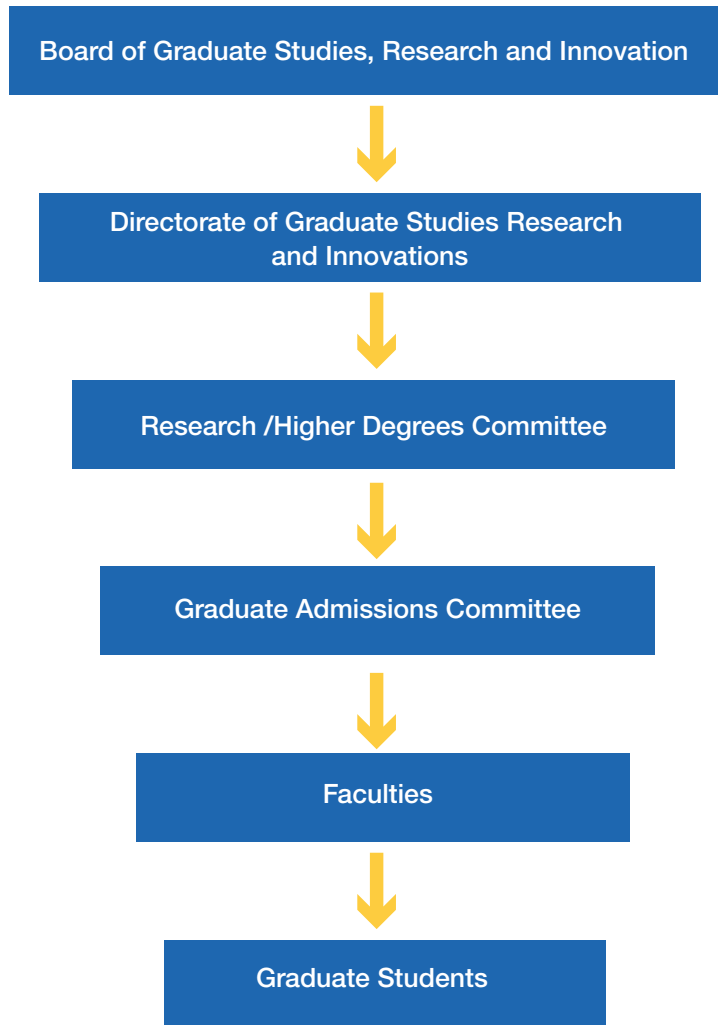 Board of Graduate Studies, Research and Innovation
Directorate of Graduate Studies Research
and Innovations
Research /Higher Degrees Committee
Graduate Admissions Committee
Faculties
Graduate Students